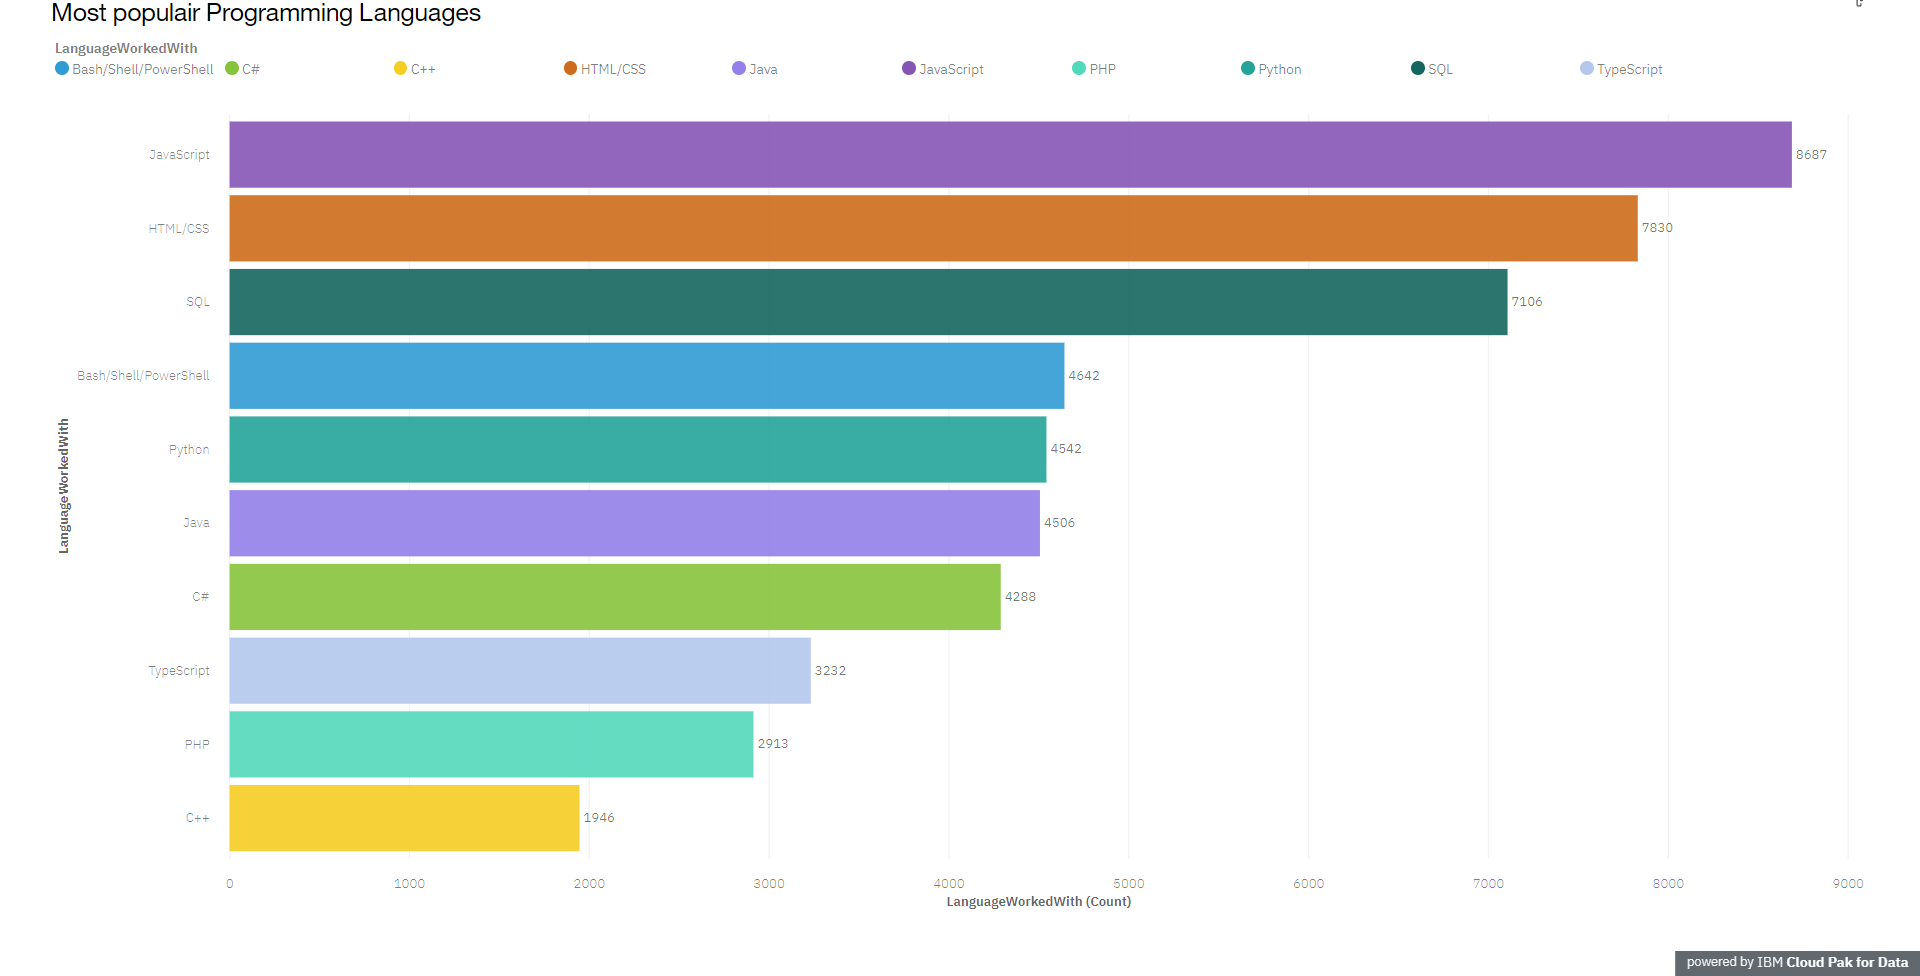 Most populair Programming Languages
LanguageWorkedWith
Bash/Shell/PowerShell C# C++ HTML/CSS Java JavaScript PHP Python SQL TypeScript
JavaScript 8687
HTML/CSS 7830
SQL 7106
Bash/Shell/PowerShell 4642
Python 4542
Java 4506
C# 4288
TypeScript 3232
PHP 2913
C++ 1946
LanguageWorkedWith
0 1000 2000 3000 4000 5000 6000 7000 8000 9000
LanguageWorkedWith (Count)
powered by IBM Cloud Pak for Data